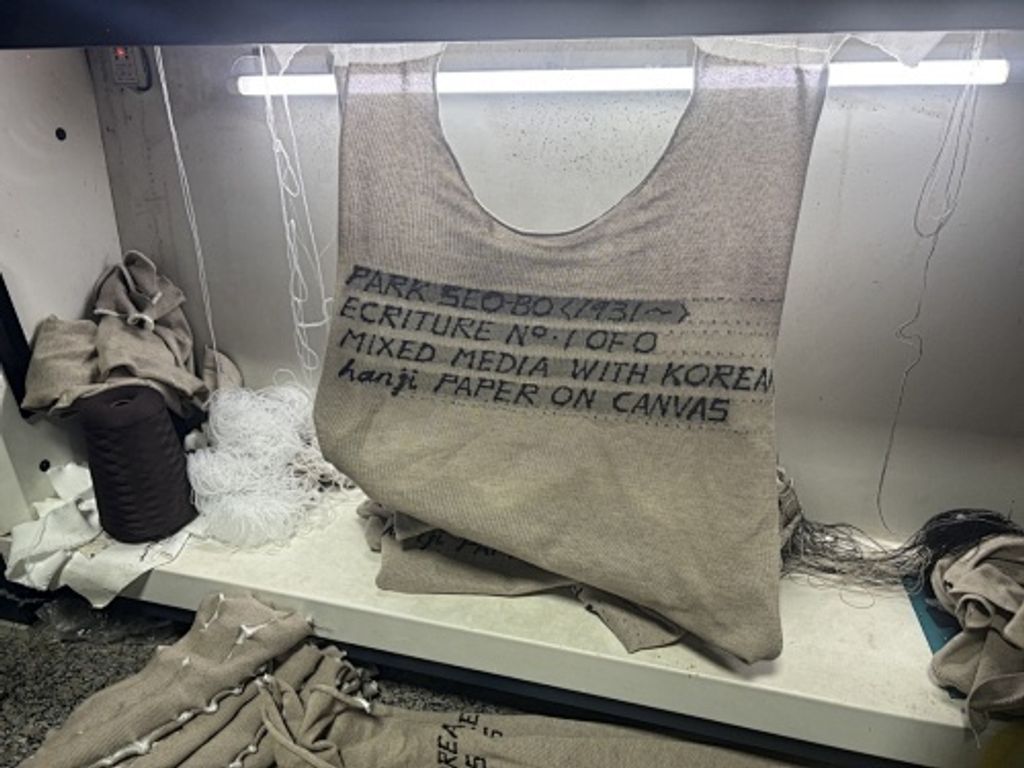 PARK SEO-BO <1931~>
ECRITURE Nº.1 OF 0
MIXED MEDIA WITH KOREAN
hanji PAPER ON CANVAS